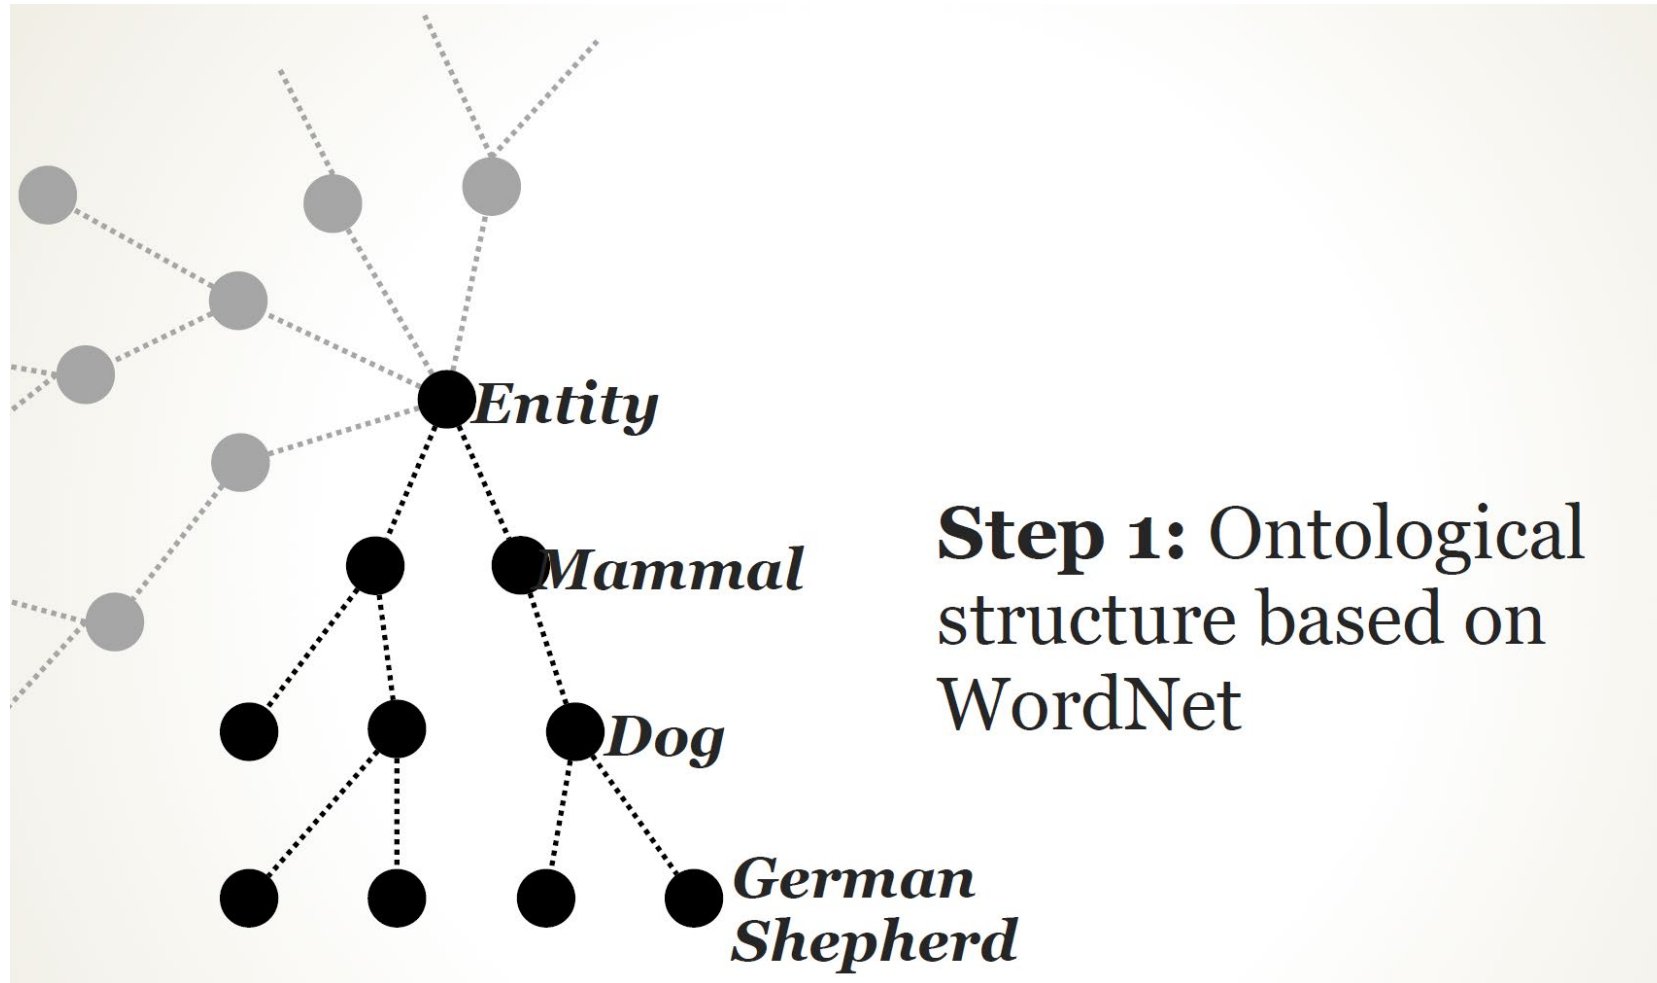 Entity
Mammal
Dog
German
Shepherd
Step 1: Ontological
structure based on
WordNet